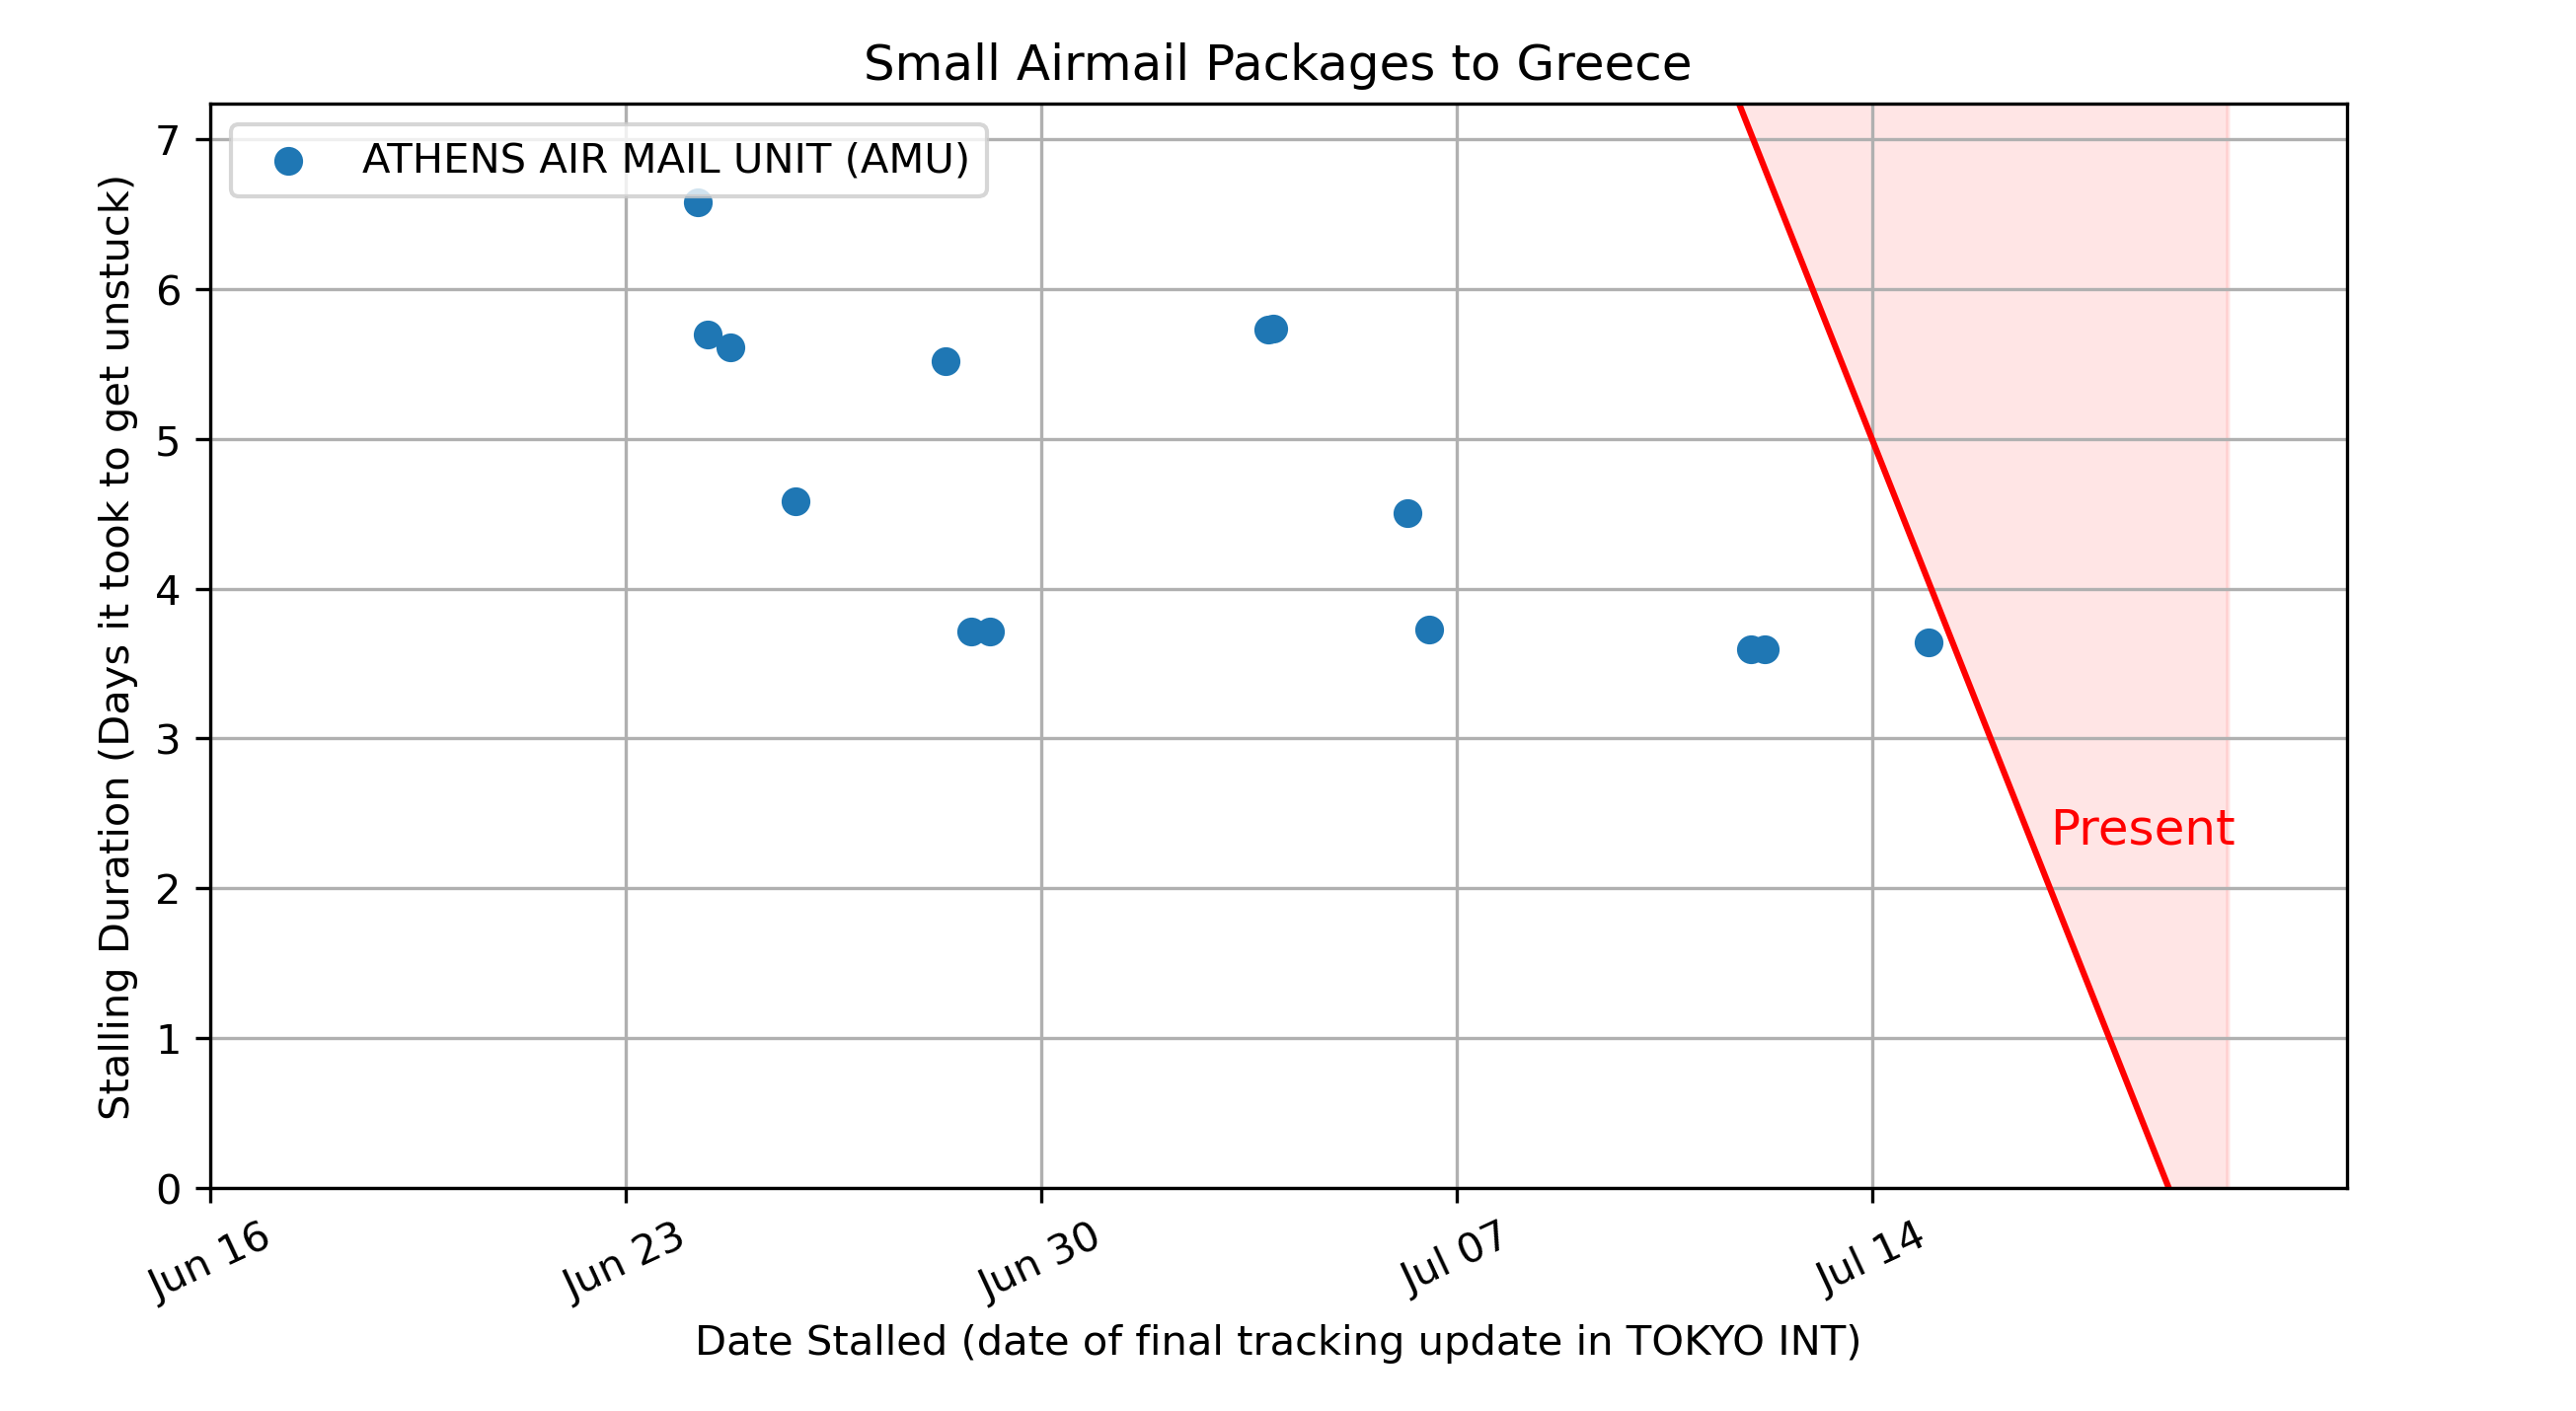 Small Airmail Packages to Greece
ATHENS AIR MAIL UNIT (AMU)
Stalling Duration (Days it took to get unstuck)
7
6
5
4
3
2
1
0
Present
Jun 16
Jun 23
Jun 30
Jul 07
Jul 14
Date Stalled (date of final tracking update in TOKYO INT)